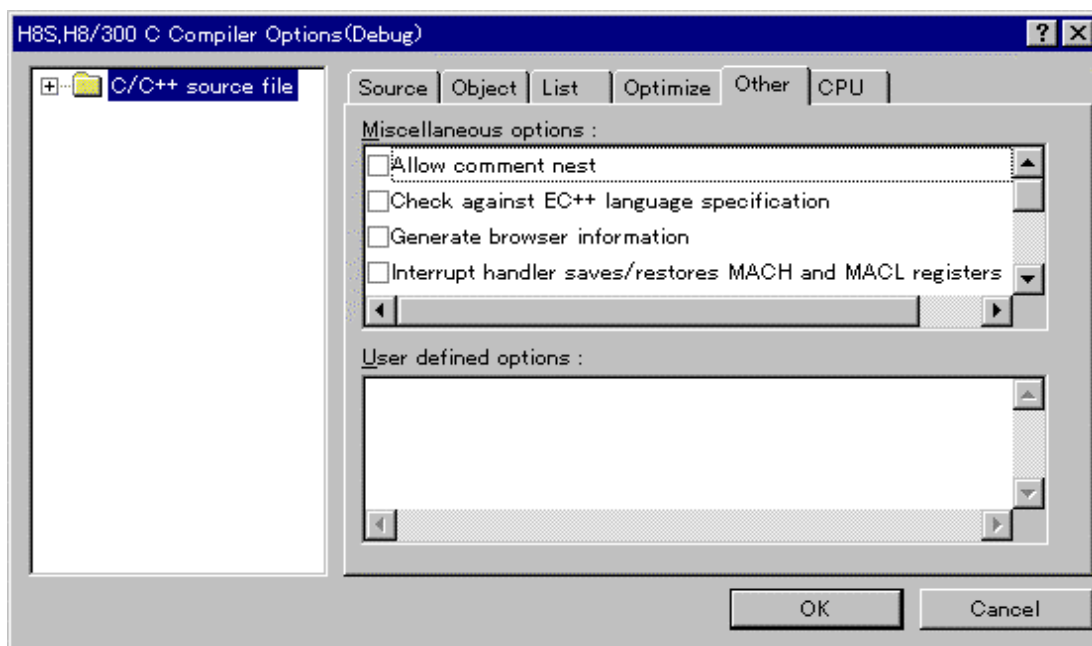 H8S,H8/300 C Compiler Options(Debug)
C/C++ source file
Source Object List Optimize Other CPU
Miscellaneous options :
Allow comment nest
Check against EC++ language specification
Generate browser information
Interrupt handler saves/restores MACH and MACL registers
User defined options :
OK Cancel